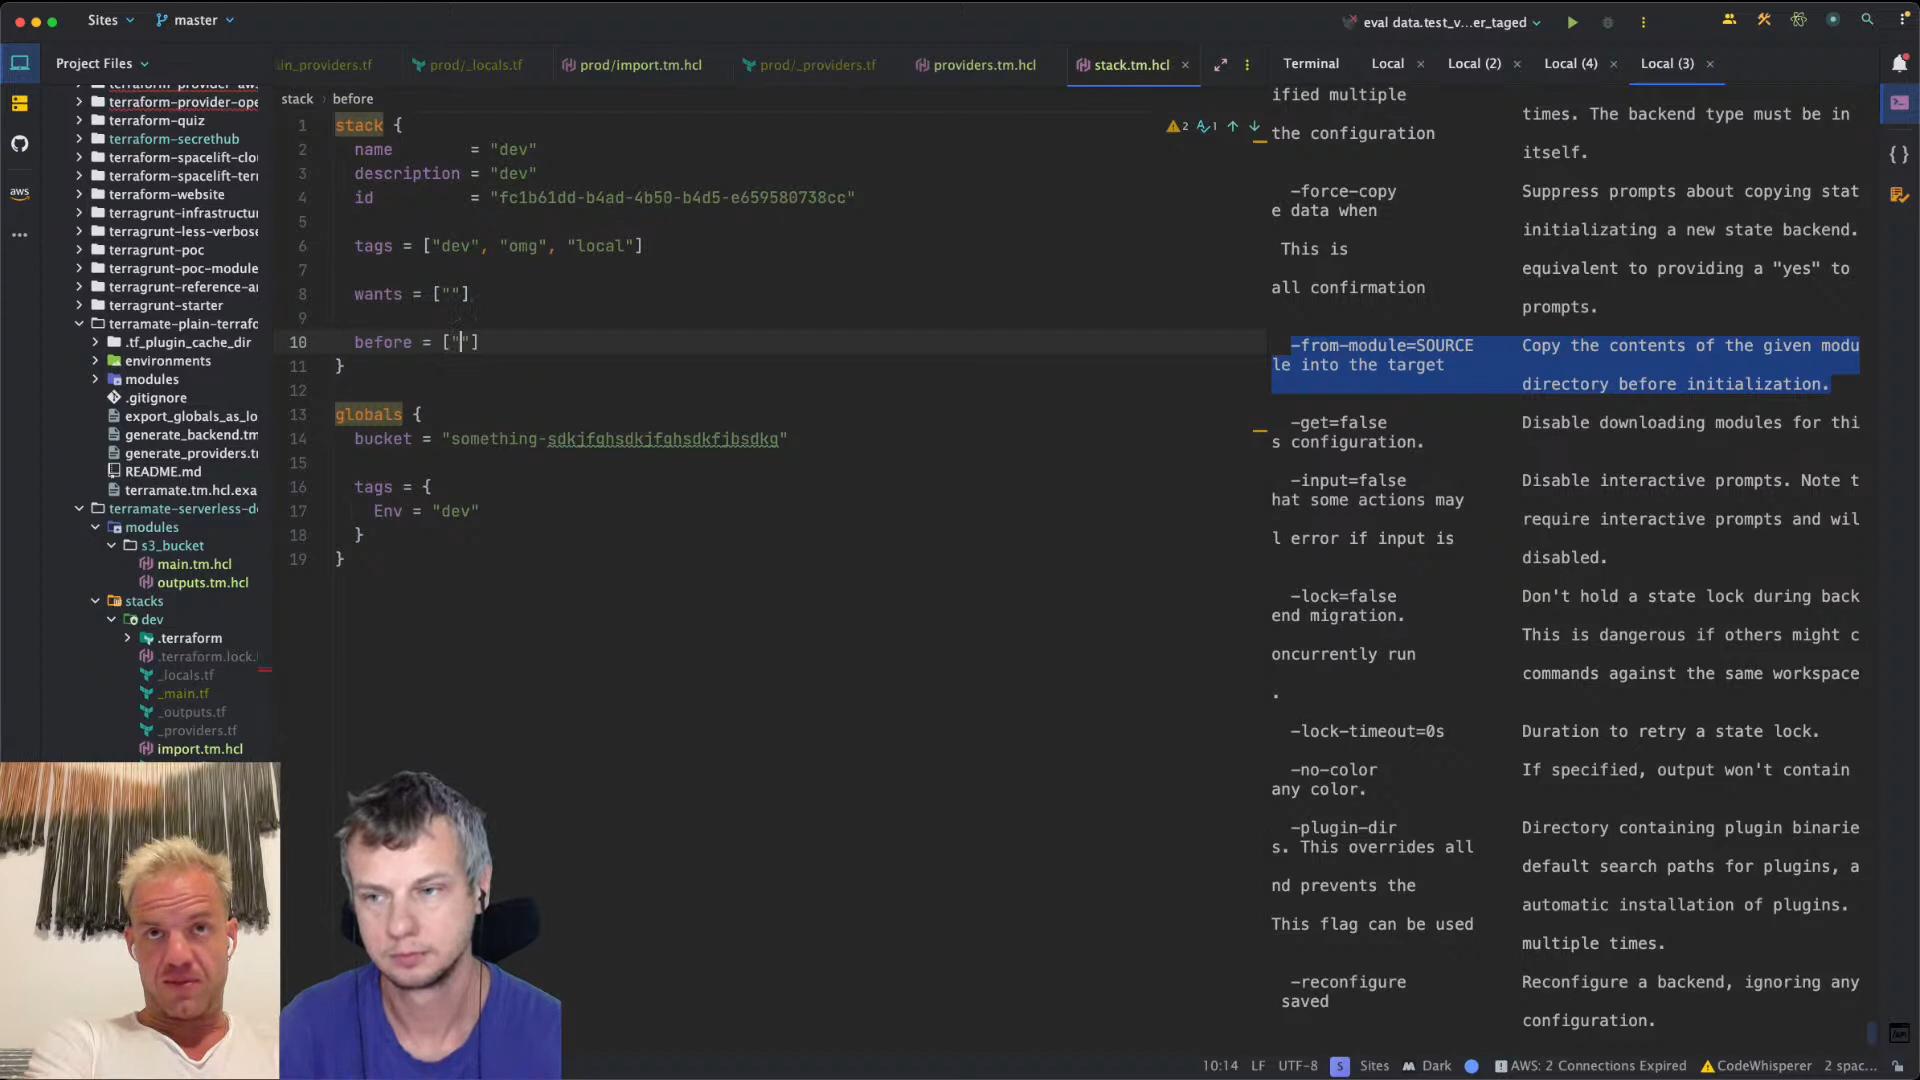 Sites
master
eval data.test_v...er_taged
Project Files
in_providers.tf
prod/_locals.tf
prod/import.tm.hcl
prod/_providers.tf
providers.tm.hcl
stack.tm.hcl
Terminal
Local
Local (2)
Local (4)
Local (3)
terraform-provider-ope
terraform-quiz
terraform-secrethub
terraform-spacelift-clou
terraform-spacelift-terr
terraform-website
terragrunt-infrastructur
terragrunt-less-verbose
terragrunt-poc
terragrunt-poc-module
terragrunt-reference-ar
terragrunt-starter
terramate-plain-terrafo
.tf_plugin_cache_dir
environments
modules
.gitignore
export_globals_as_lo
generate_backend.tm
generate_providers.tr
README.md
terramate.tm.hcl.exa
terramate-serverless-de
modules
s3_bucket
main.tm.hcl
outputs.tm.hcl
stacks
dev
.terraform
.terraform.lock.
_locals.tf
_main.tf
_outputs.tf
_providers.tf
import.tm.hcl
aws
stack
before
1 stack {
2 name = "dev"
3 description = "dev"
4 id = "fc1b61dd-b4ad-4b50-b4d5-e659580738cc"
5
6 tags = ["dev", "omg", "local"]
7
8 wants = [""]
9
10 before = [""]
11 }
12
13 globals {
14 bucket = "something-sdkjfghsdkjfghsdkfjbsdkg"
15
16 tags = {
17 Env = "dev"
18 }
19 }
2
1
ified multiple
times. The backend type must be in
the configuration
itself.
-force-copy Suppress prompts about copying stat
e data when
initializating a new state backend.
This is
equivalent to providing a "yes" to
all confirmation
prompts.
-from-module=SOURCE Copy the contents of the given modu
le into the target
directory before initialization.
-get=false Disable downloading modules for thi
s configuration.
-input=false Disable interactive prompts. Note t
hat some actions may
require interactive prompts and wil
l error if input is
disabled.
-lock=false Don't hold a state lock during back
end migration.
This is dangerous if others might c
oncurrently run
commands against the same workspace
.
-lock-timeout=0s Duration to retry a state lock.
-no-color If specified, output won't contain
any color.
-plugin-dir Directory containing plugin binarie
s. This overrides all
default search paths for plugins, a
nd prevents the
automatic installation of plugins.
This flag can be used
multiple times.
-reconfigure Reconfigure a backend, ignoring any
saved
configuration.
10:14
LF
UTF-8
S
Sites
Dark
AWS: 2 Connections Expired
CodeWhisperer
2 spac...